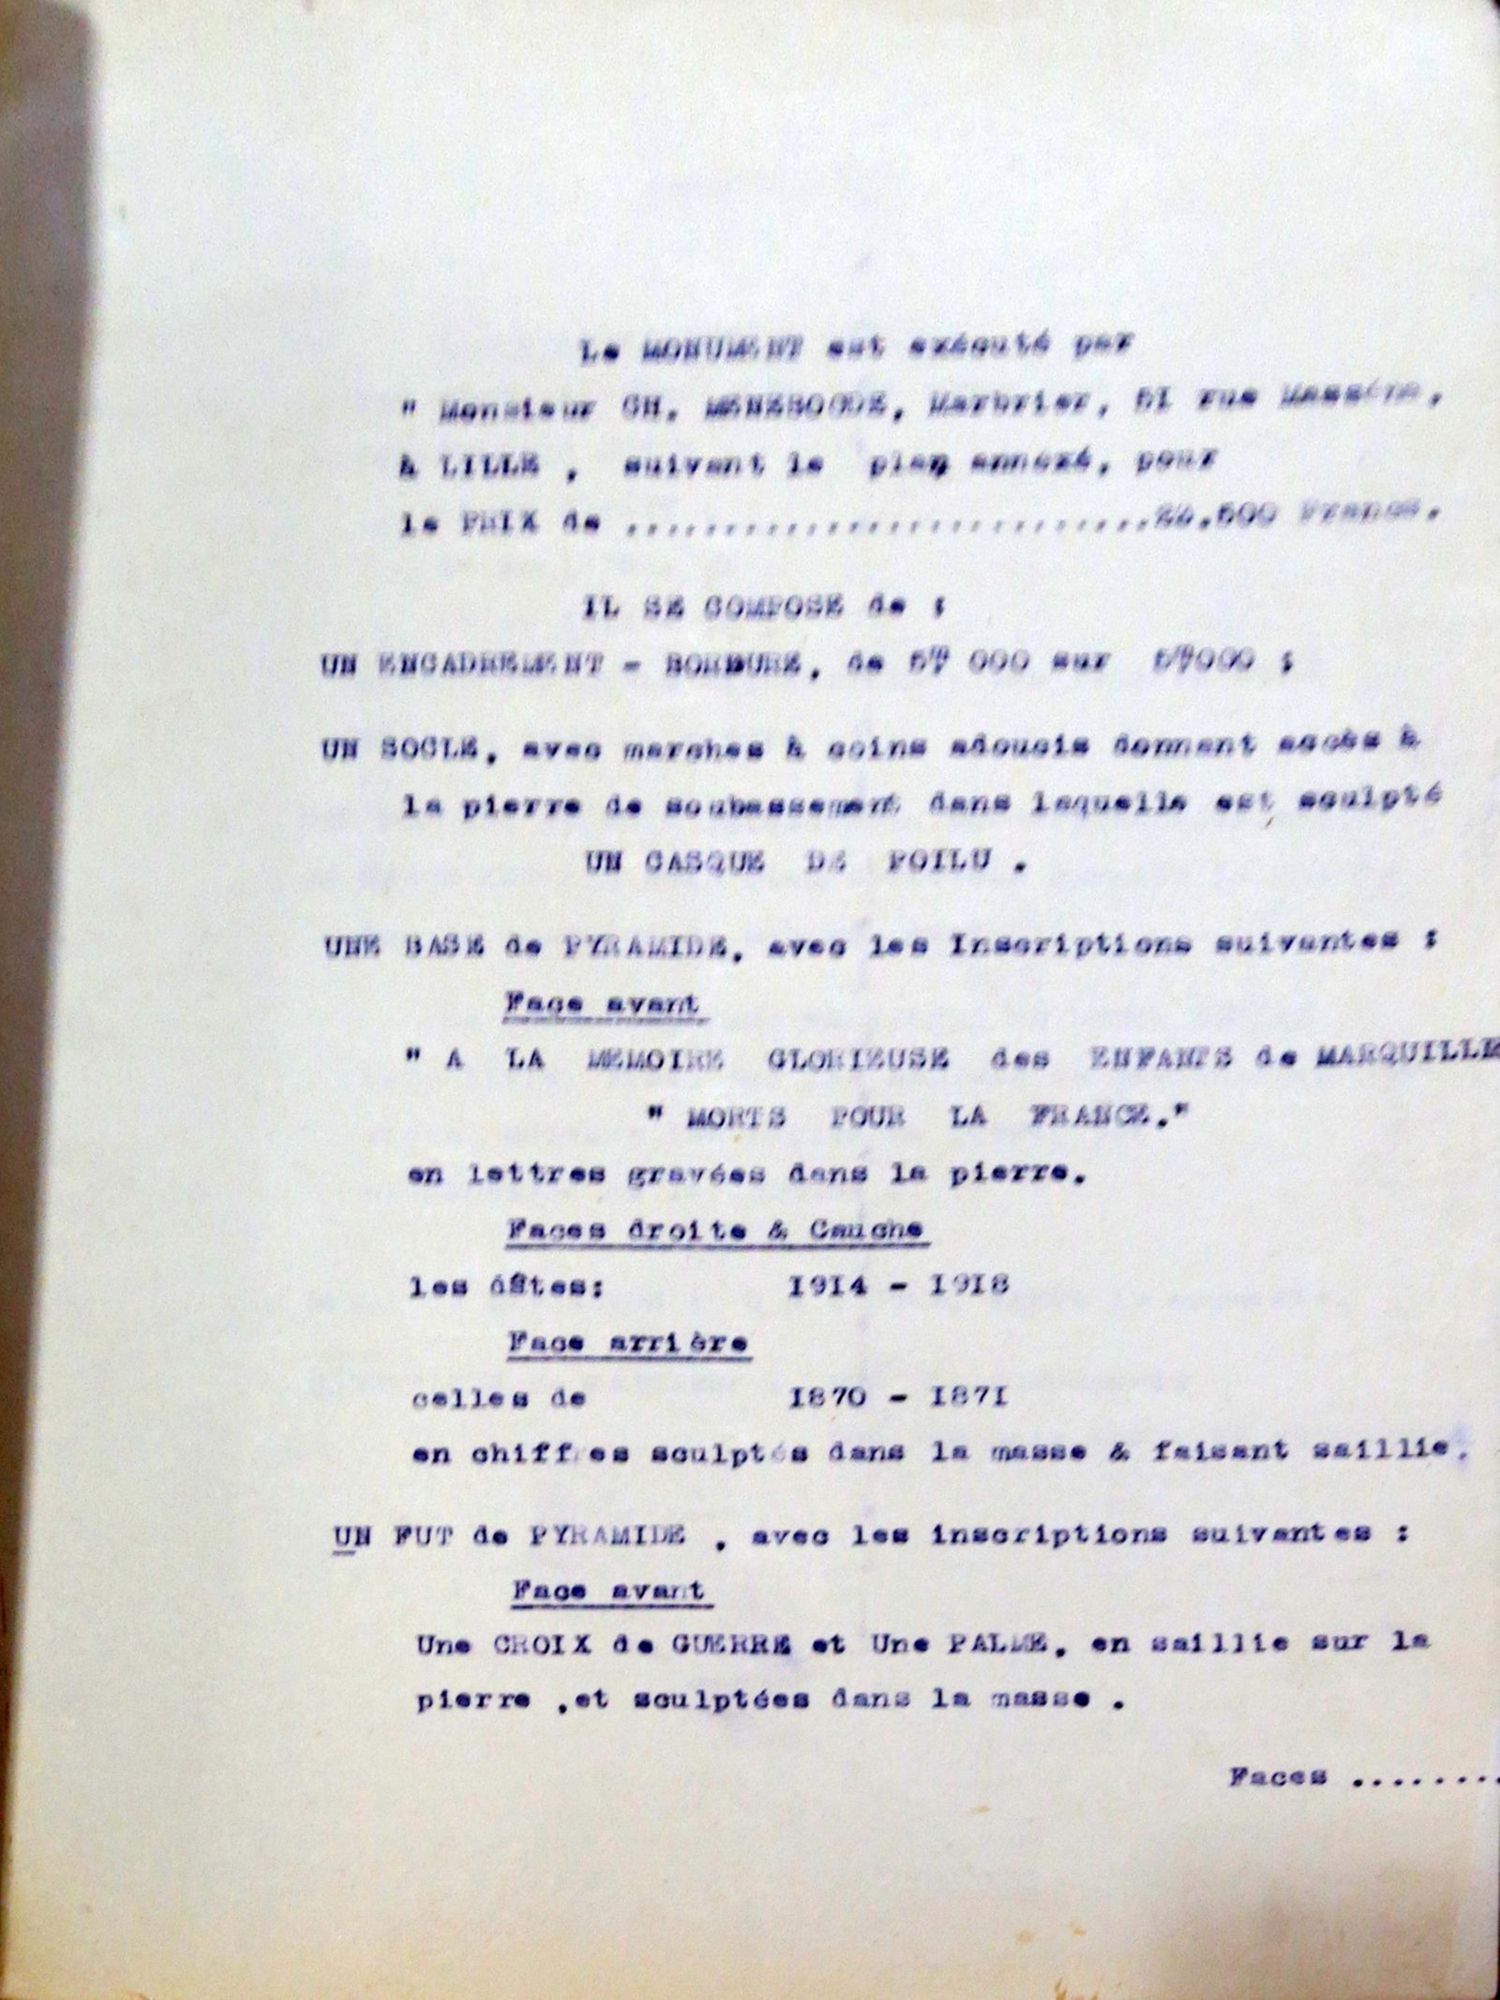 Le MONUMENT est exécuté par
" Monsieur CH. MENESOODE, Marbrier, 51 rue Masséna,
à LILLE , suivant le plan annexé, pour
le PRIX de .......................... Francs.
IL SE COMPOSE de :
UN ENCADREMENT - BORDURE, de 5m 000 sur 5m000 ;
UN SOCLE, avec marches à coins adoucis donnant accès à
la pierre de soubassement dans laquelle est sculpté
UN CASQUE DE POILU .
UNE BASE de PYRAMIDE, avec les Inscriptions suivantes :
Face avant
" A LA MEMOIRE GLORIEUSE des ENFANTS de MARQUILLE
" MORTS POUR LA FRANCE."
en lettres gravées dans la pierre.
Faces droite & Gauche
les dâtes: 1914 - 1918
Face arrière
celles de 1870 - 1871
en chiffres sculptés dans la masse & faisant saillie.
UN FUT de PYRAMIDE , avec les inscriptions suivantes :
Face avant
Une CROIX de GUERRE et Une PALME, en saillie sur la
pierre ,et sculptées dans la masse .
Faces ........